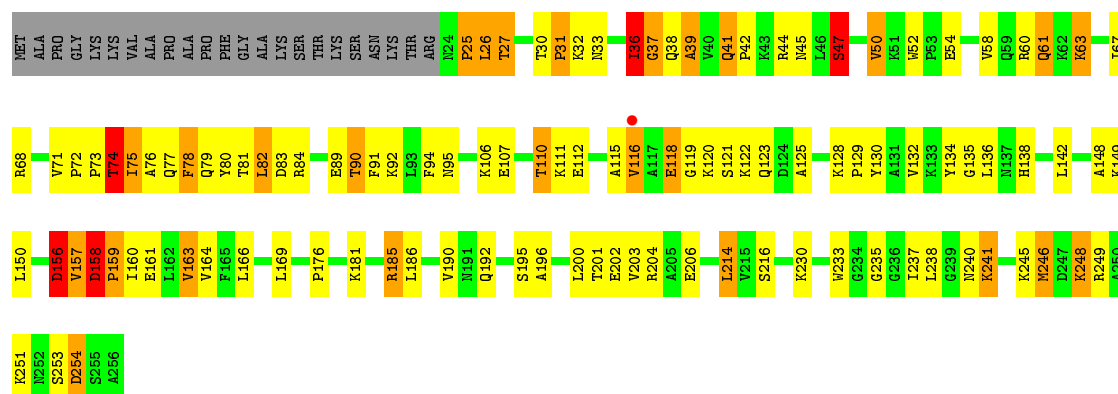 MET ALA PRO GLY LYS LYS VAL ALA PRO ALA PRO PHE GLY ALA LYS SER THR LYS SER ASN LYS THR ARG N24 P25 L26 T27 T30 P31 K32 N33 I36 G37 Q38 A39 V40 Q41 P42 K43 R44 N45 L46 S47 V50 K51 W52 P53 E54 V58 Q59 R60 Q61 K62 K63 I67
R68 V71 P72 P73 T74 I75 A76 Q77 F78 Q79 Y80 T81 L82 D83 R84 E89 T90 F91 K92 L93 F94 N95 K106 E107 T110 K111 E112 A115 V116 A117 E118 G119 K120 S121 K122 Q123 D124 A125 K128 P129 Y130 A131 V132 K133 Y134 G135 L136 N137 H138 L142 A148 K149
L150 D156 V157 D158 P159 I160 E161 L162 V163 V164 F165 L166 L169 P176 K181 R185 L186 V190 N191 Q192 S195 A196 L200 T201 E202 V203 R204 A205 E206 L214 V215 S216 K230 W233 G234 G235 G236 I237 L238 G239 N240 K241 K245 M246 D247 K248 R249 A250
K251 N252 S253 D254 S255 A256